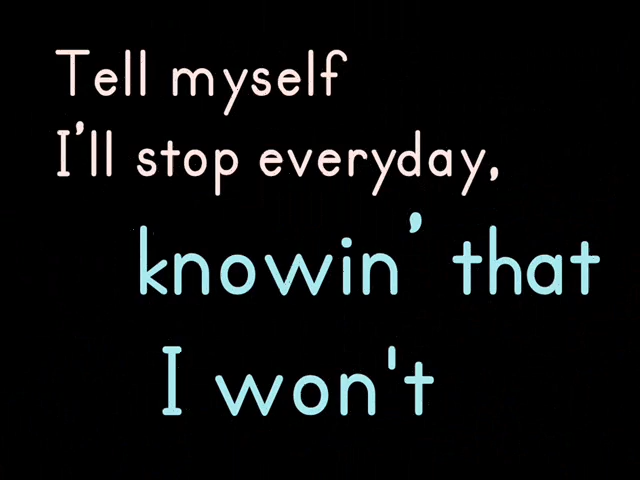 Tell myself
I’ll stop everyday,
knowin’ that
I won't